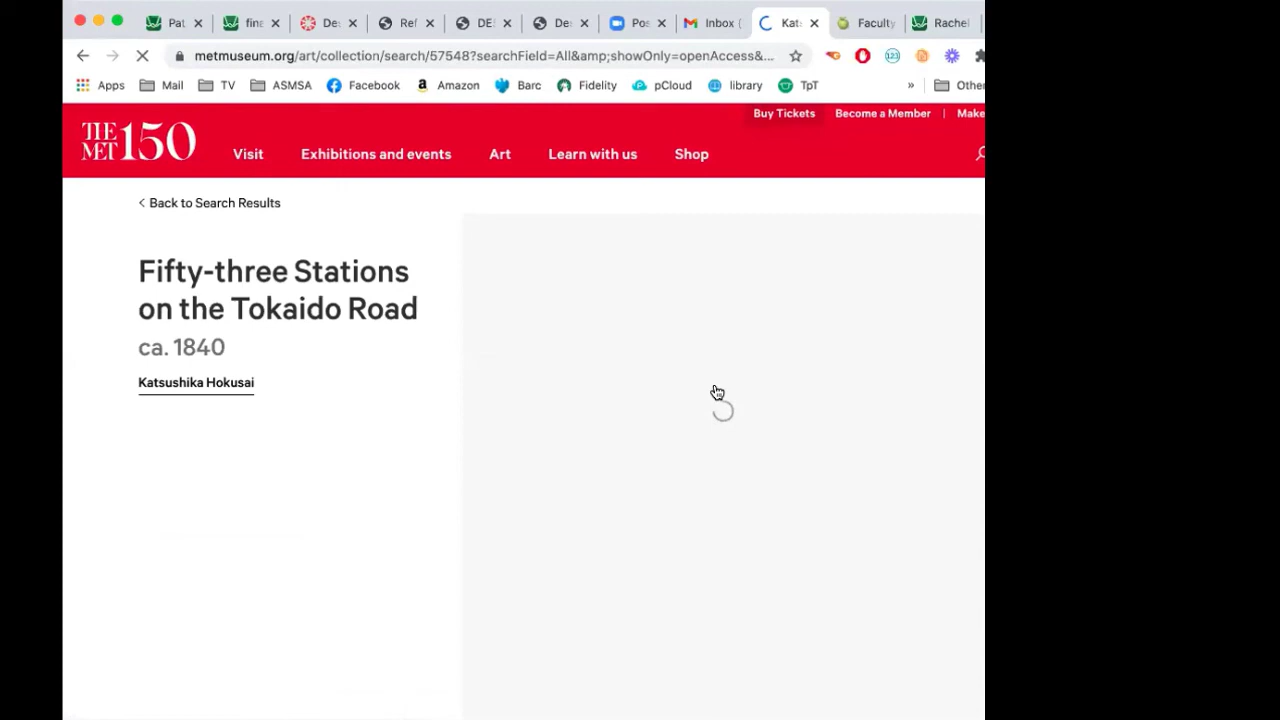 Pat
fine
De:
Ref
DE
De:
Pos
Inbox (
Kat
Faculty
Rachel
metmuseum.org/art/collection/search/57548?searchField=All&amp;showOnly=openAccess&...
123
Apps
Mail
TV
ASMSA
Facebook
Amazon
Barc
Fidelity
pCloud
library
TpT
»
Other
Buy Tickets
Become a Member
Make
THE
MET 150
Visit
Exhibitions and events
Art
Learn with us
Shop
< Back to Search Results
Fifty-three Stations
on the Tokaido Road
ca. 1840
Katsushika Hokusai